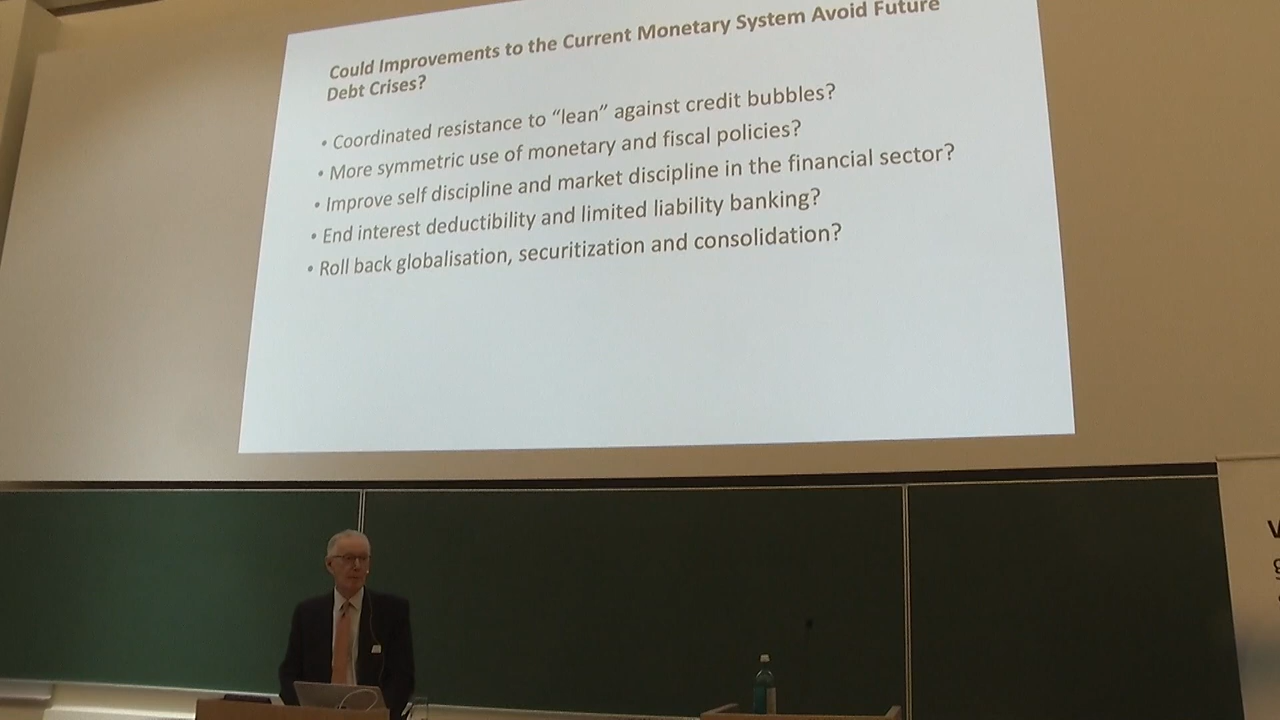 Could Improvements to the Current Monetary System Avoid Future
Debt Crises?
• Coordinated resistance to “lean” against credit bubbles?
• More symmetric use of monetary and fiscal policies?
• Improve self discipline and market discipline in the financial sector?
• End interest deductibility and limited liability banking?
• Roll back globalisation, securitization and consolidation?